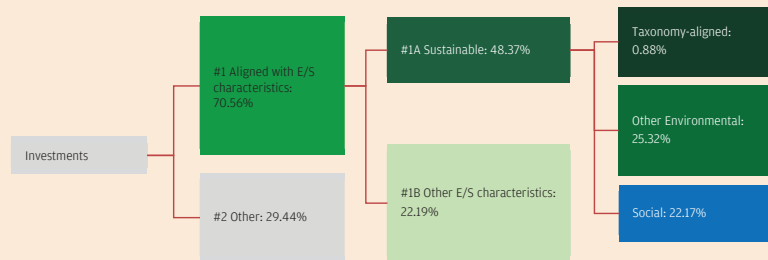 Investments
#1 Aligned with E/S
characteristics:
70.56%
#2 Other: 29.44%
#1A Sustainable: 48.37%
#1B Other E/S characteristics:
22.19%
Taxonomy-aligned:
0.88%
Other Environmental:
25.32%
Social: 22.17%